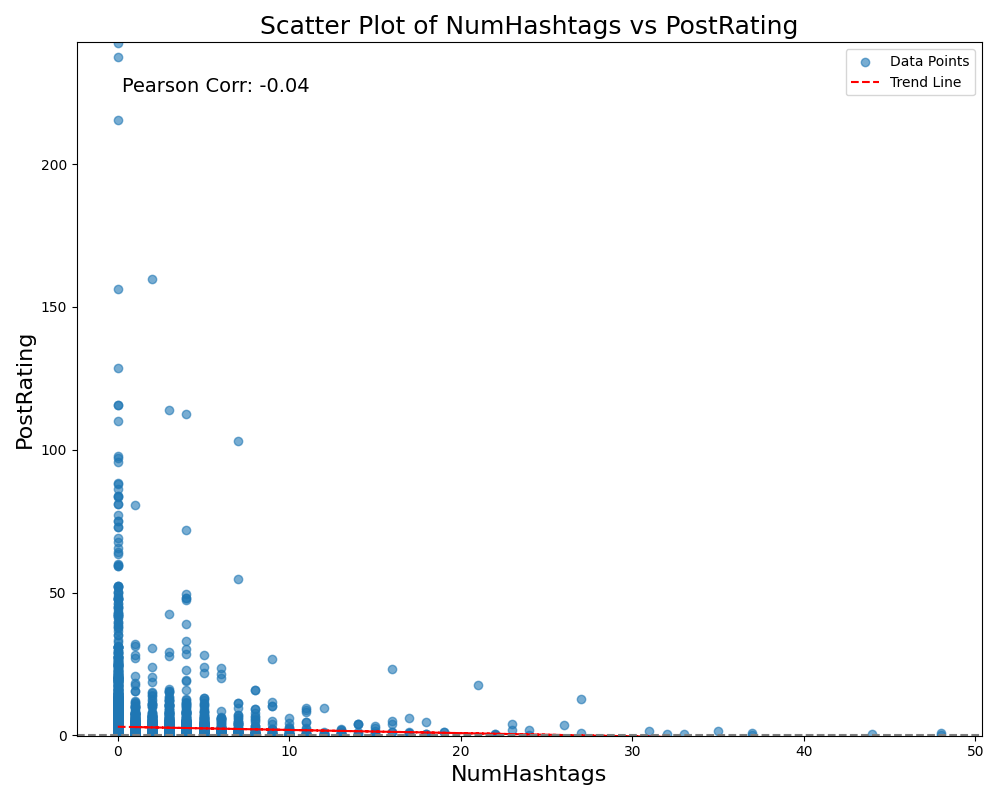 Scatter Plot of NumHashtags vs PostRating
Pearson Corr: -0.04
Data Points
Trend Line
PostRating
200
150
100
50
0
0 10 20 30 40 50
NumHashtags